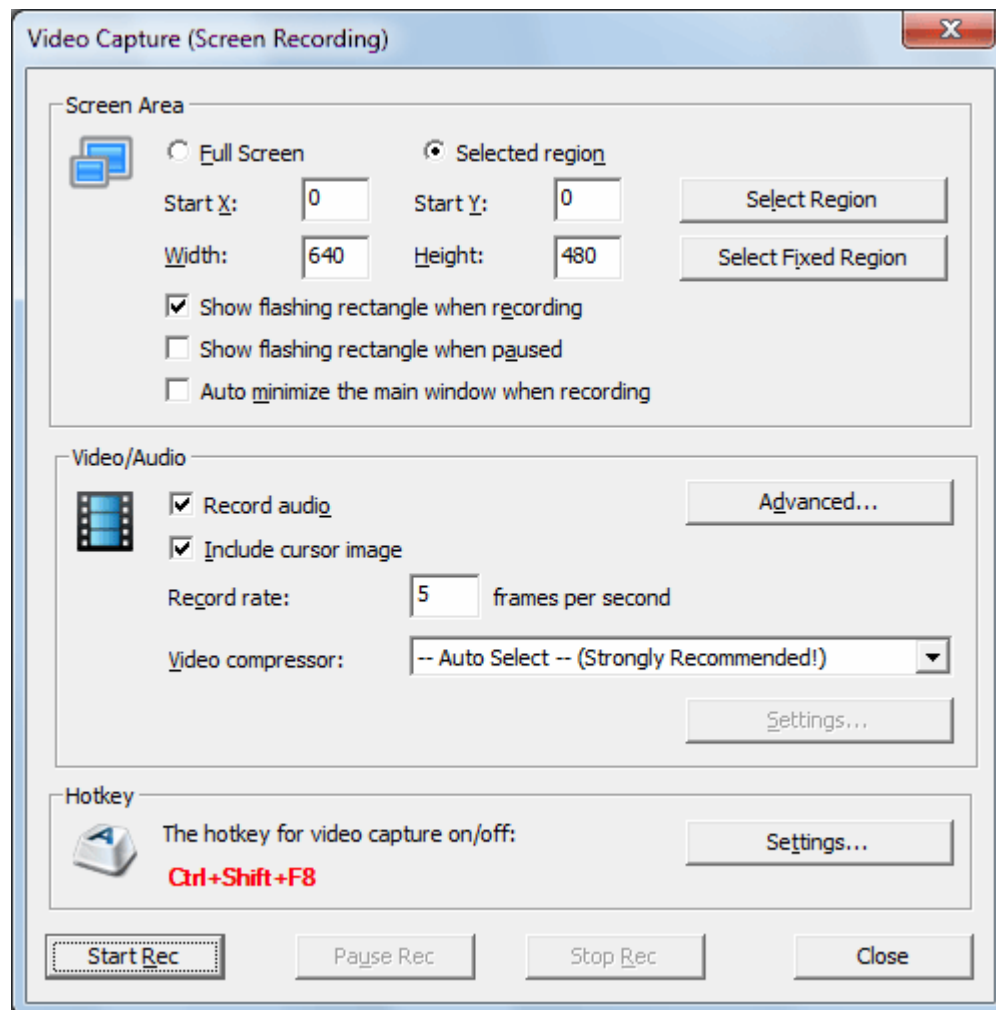 Video Capture (Screen Recording)
Screen Area
Full Screen Selected region
Start X: 0 Start Y: 0 Select Region
Width: 640 Height: 480 Select Fixed Region
Show flashing rectangle when recording
Show flashing rectangle when paused
Auto minimize the main window when recording
Video/Audio
Record audio Advanced...
Include cursor image
Record rate: 5 frames per second
Video compressor: -- Auto Select -- (Strongly Recommended!)
Settings...
Hotkey
The hotkey for video capture on/off: Settings...
Ctrl+Shift+F8
Start Rec Pause Rec Stop Rec Close